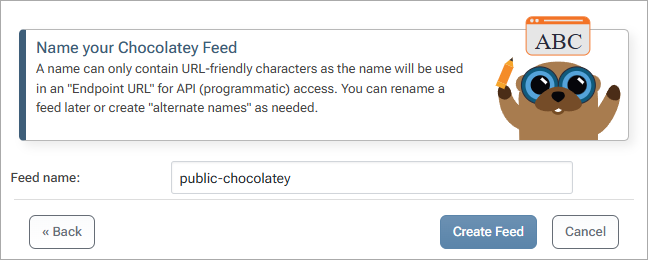 ABC
Name your Chocolatey Feed
A name can only contain URL-friendly characters as the name will be used
in an "Endpoint URL" for API (programmatic) access. You can rename a
feed later or create "alternate names" as needed.
Feed name:
public-chocolatey
« Back
Create Feed
Cancel